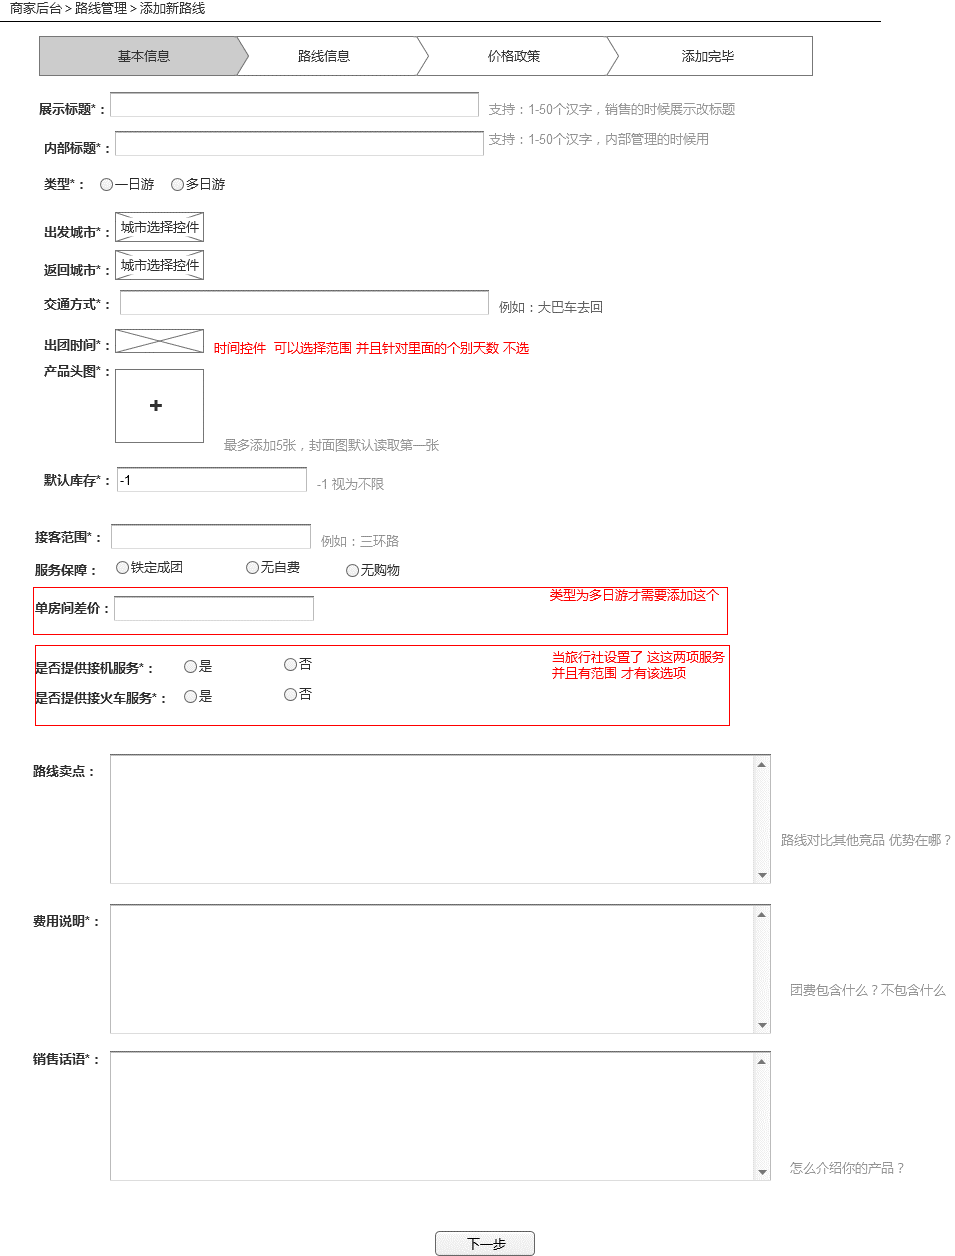 商家后台 > 路线管理 > 添加新路线
基本信息 路线信息 价格政策 添加完毕
展示标题*： 支持：1-50个汉字，销售的时候展示改标题
内部标题*： 支持：1-50个汉字，内部管理的时候用
类型*： 一日游 多日游
出发城市*： 城市选择控件
返回城市*： 城市选择控件
交通方式*： 例如：大巴车去回
出团时间*： 时间控件 可以选择范围 并且针对里面的个别天数 不选
产品头图*：
+
最多添加5张，封面图默认读取第一张
默认库存*： -1 -1 视为不限
接客范围*： 例如：三环路
服务保障： 铁定成团 无自费 无购物
类型为多日游才需要添加这个
单房间差价：
当旅行社设置了 这这两项服务
是否提供接机服务*： 是 否
并且有范围 才有该选项
是否提供接火车服务*： 是 否
路线卖点：
路线对比其他竟品 优势在哪？
费用说明*：
团费包含什么？不包含什么
销售话语*：
怎么介绍你的产品？
下一步